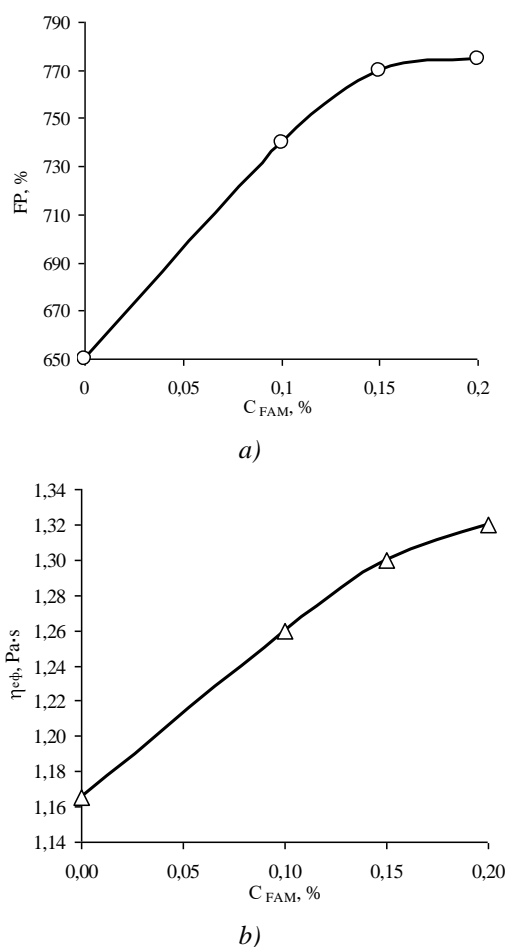 790
770
750
730
710
690
670
650
FP, %
0 0,05 0,1 0,15 0,2
C FAM, %
a)
1,34
1,32
1,30
1,28
1,26
1,24
1,22
1,20
1,18
1,16
1,14
ηеф, Pa·s
0,00 0,05 0,10 0,15 0,20
C FAM, %
b)